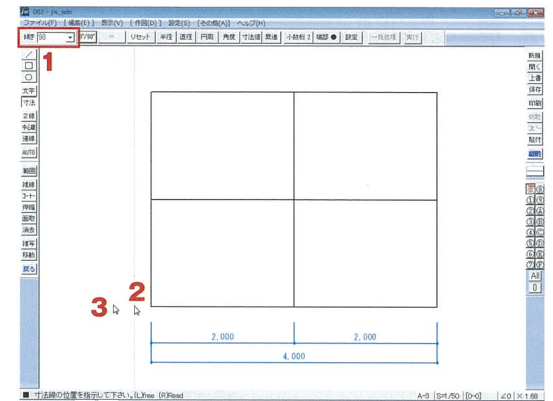 002 - jw_win
ファイル(F) [編集(E)] 表示(V) [作図(D)] 設定(S) [その他(A)] ヘルプ(H)
傾き 90 0°/90° = リセット 半径 直径 円周 角度 寸法値 累進 小数桁 2 端部 ● 設定 一括処理 実行
1
文字
寸法
2線
中心線
連線
AUTO
範囲
複線
コーナー
伸縮
面取
消去
複写
移動
戻る
新規
開く
上書
保存
印刷
切取
コピー
貼付
All
0
3 2
2,000 2,000
4,000
■ 寸法線の位置を指示して下さい。(L)free (R)Read A-3 S=1/50 [0-0] ∠0 × 1.68